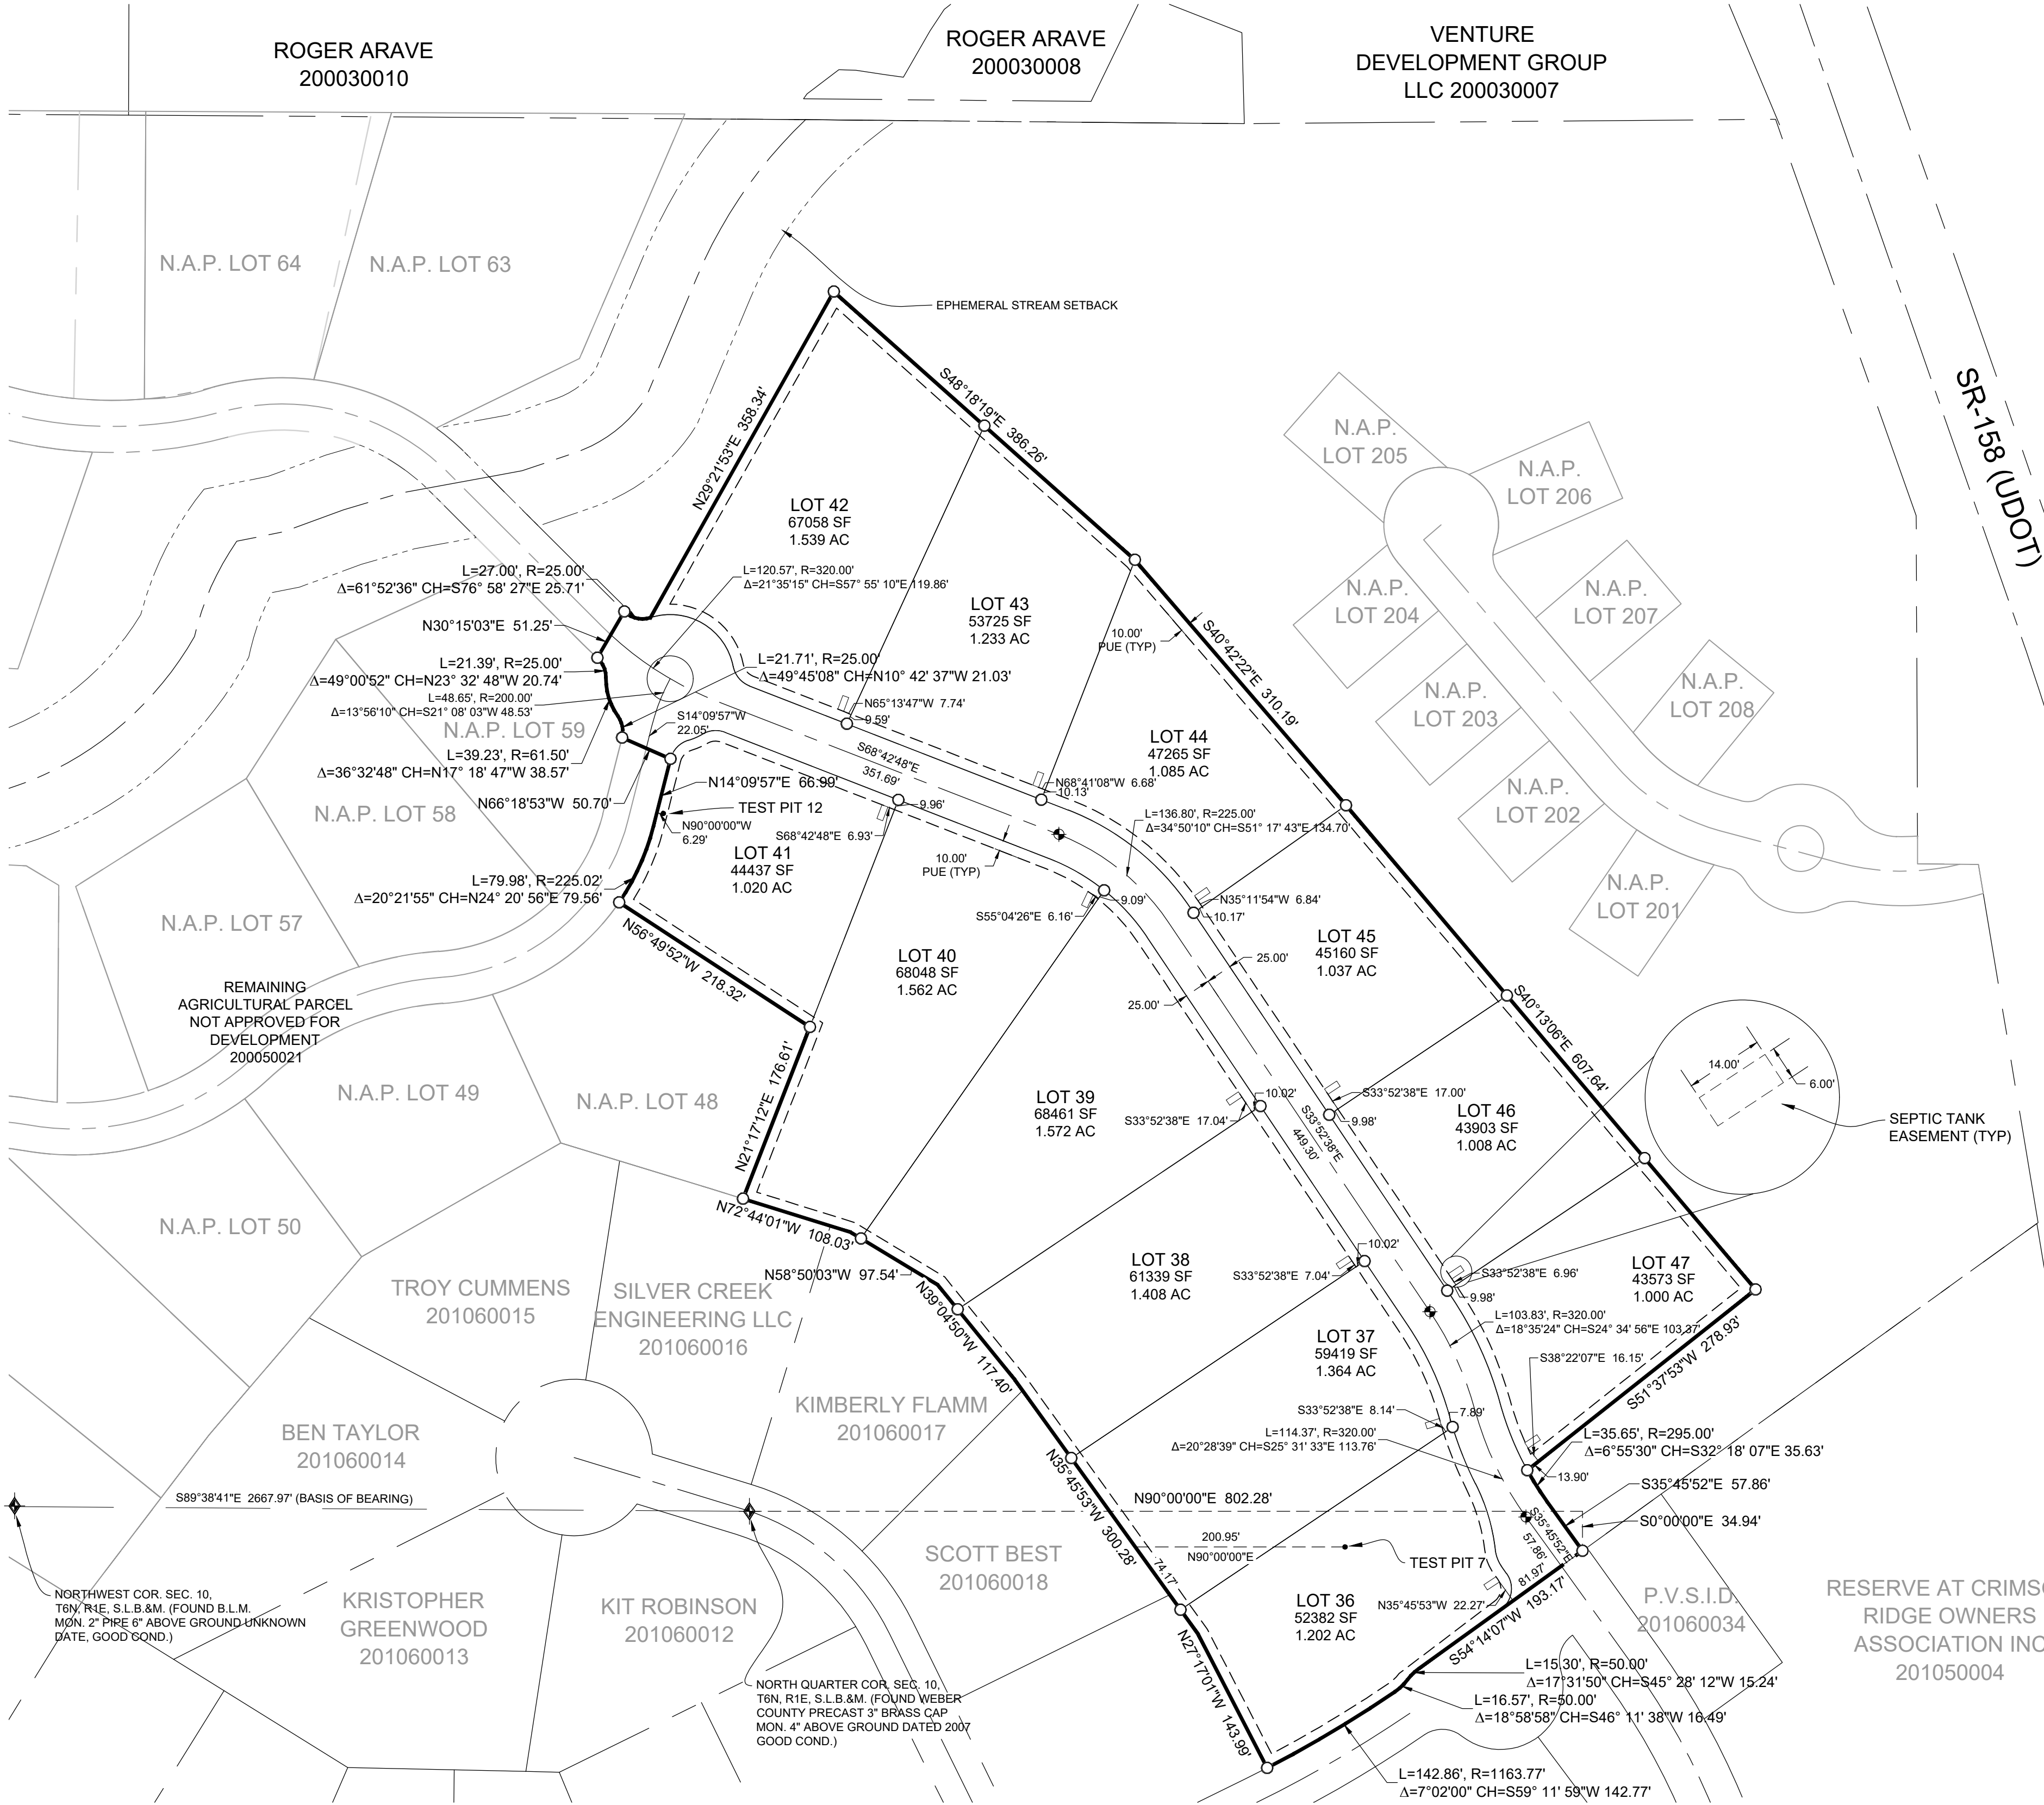 ROGER ARAVE
200030010
ROGER ARAVE
200030008
VENTURE
DEVELOPMENT GROUP
LLC 200030007
SR-158 (UDOT)
N.A.P. LOT 64
N.A.P. LOT 63
EPHEMERAL STREAM SETBACK
S48°18'19"E 386.26'
N29°21'53"E 358.34'
N.A.P.
LOT 205
N.A.P.
LOT 206
N.A.P.
LOT 204
N.A.P.
LOT 207
N.A.P.
LOT 203
N.A.P.
LOT 208
N.A.P.
LOT 202
N.A.P.
LOT 201
LOT 42
67058 SF
1.539 AC
L=27.00', R=25.00'
Δ=61°52'36" CH=S76° 58' 27"E 25.71'
L=120.57', R=320.00'
Δ=21°35'15" CH=S57° 55' 10"E 119.86'
N30°15'03"E 51.25'
LOT 43
53725 SF
1.233 AC
10.00'
PUE (TYP)
S40°42'22"E 310.19'
L=21.39', R=25.00'
Δ=49°00'52" CH=N23° 32' 48"W 20.74'
L=48.65', R=200.00'
Δ=13°56'10" CH=S21° 08' 03"W 48.53'
N.A.P. LOT 59
L=21.71', R=25.00'
Δ=49°45'08" CH=N10° 42' 37"W 21.03'
N65°13'47"W 7.74'
9.59'
S14°09'57"W
22.05'
L=39.23', R=61.50'
Δ=36°32'48" CH=N17° 18' 47"W 38.57'
N66°18'53"W 50.70'
S68°42'48"E
351.69'
LOT 44
47265 SF
1.085 AC
N68°41'08"W 6.68'
10.13'
N14°09'57"E 66.99'
TEST PIT 12
N90°00'00"W
6.29'
9.96'
S68°42'48"E 6.93'
L=136.80', R=225.00'
Δ=34°50'10" CH=S51° 17' 43"E 134.70'
N.A.P. LOT 58
LOT 41
44437 SF
1.020 AC
10.00'
PUE (TYP)
L=79.98', R=225.02'
Δ=20°21'55" CH=N24° 20' 56"E 79.56'
9.09'
S55°04'26"E 6.16'
N35°11'54"W 6.84'
10.17'
N.A.P. LOT 57
N56°49'52"W 218.32'
LOT 40
68048 SF
1.562 AC
LOT 45
45160 SF
1.037 AC
25.00'
25.00'
REMAINING
AGRICULTURAL PARCEL
NOT APPROVED FOR
DEVELOPMENT
200050021
S40°13'06"E 607.64'
14.00'
6.00'
SEPTIC TANK
EASEMENT (TYP)
N.A.P. LOT 49
N.A.P. LOT 48
N21°17'12"E 176.61'
LOT 39
68461 SF
1.572 AC
10.02'
S33°52'38"E 17.04'
S33°52'38"E 17.00'
9.98'
S33°52'38"E
449.30'
LOT 46
43903 SF
1.008 AC
N.A.P. LOT 50
N72°44'01"W 108.03'
N58°50'03"W 97.54'
TROY CUMMENS
201060015
SILVER CREEK
ENGINEERING LLC
201060016
N39°04'50"W 117.40'
LOT 38
61339 SF
1.408 AC
10.02'
S33°52'38"E 7.04'
S33°52'38"E 6.96'
9.98'
LOT 47
43573 SF
1.000 AC
L=103.83', R=320.00'
Δ=18°35'24" CH=S24° 34' 56"E 103.37'
LOT 37
59419 SF
1.364 AC
S38°22'07"E 16.15'
S51°37'53"W 278.93'
KIMBERLY FLAMM
201060017
BEN TAYLOR
201060014
S33°52'38"E 8.14'
7.89'
L=114.37', R=320.00'
Δ=20°28'39" CH=S25° 31' 33"E 113.76'
L=35.65', R=295.00'
Δ=6°55'30" CH=S32° 18' 07"E 35.63'
13.90'
S35°45'52"E 57.86'
S0°00'00"E 34.94'
S89°38'41"E 2667.97' (BASIS OF BEARING)
N90°00'00"E 802.28'
N35°45'53"W 300.28'
74.17'
200.95'
N90°00'00"E
TEST PIT 7
S35°45'52"E
57.86'
81.97'
SCOTT BEST
201060018
NORTHWEST COR. SEC. 10,
T6N, R1E, S.L.B.&M. (FOUND B.L.M.
MON. 2" PIPE 6" ABOVE GROUND UNKNOWN
DATE, GOOD COND.)
KRISTOPHER
GREENWOOD
201060013
KIT ROBINSON
201060012
LOT 36
52382 SF
1.202 AC
N35°45'53"W 22.27'
S54°14'07"W 193.17'
P.V.S.I.D.
201060034
RESERVE AT CRIMSO
RIDGE OWNERS
ASSOCIATION INC
201050004
N27°17'01"W 143.99'
NORTH QUARTER COR. SEC. 10,
T6N, R1E, S.L.B.&M. (FOUND WEBER
COUNTY PRECAST 3" BRASS CAP
MON. 4" ABOVE GROUND DATED 2007
GOOD COND.)
L=15.30', R=50.00'
Δ=17°31'50" CH=S45° 28' 12"W 15.24'
L=16.57', R=50.00'
Δ=18°58'58" CH=S46° 11' 38"W 16.49'
L=142.86', R=1163.77'
Δ=7°02'00" CH=S59° 11' 59"W 142.77'